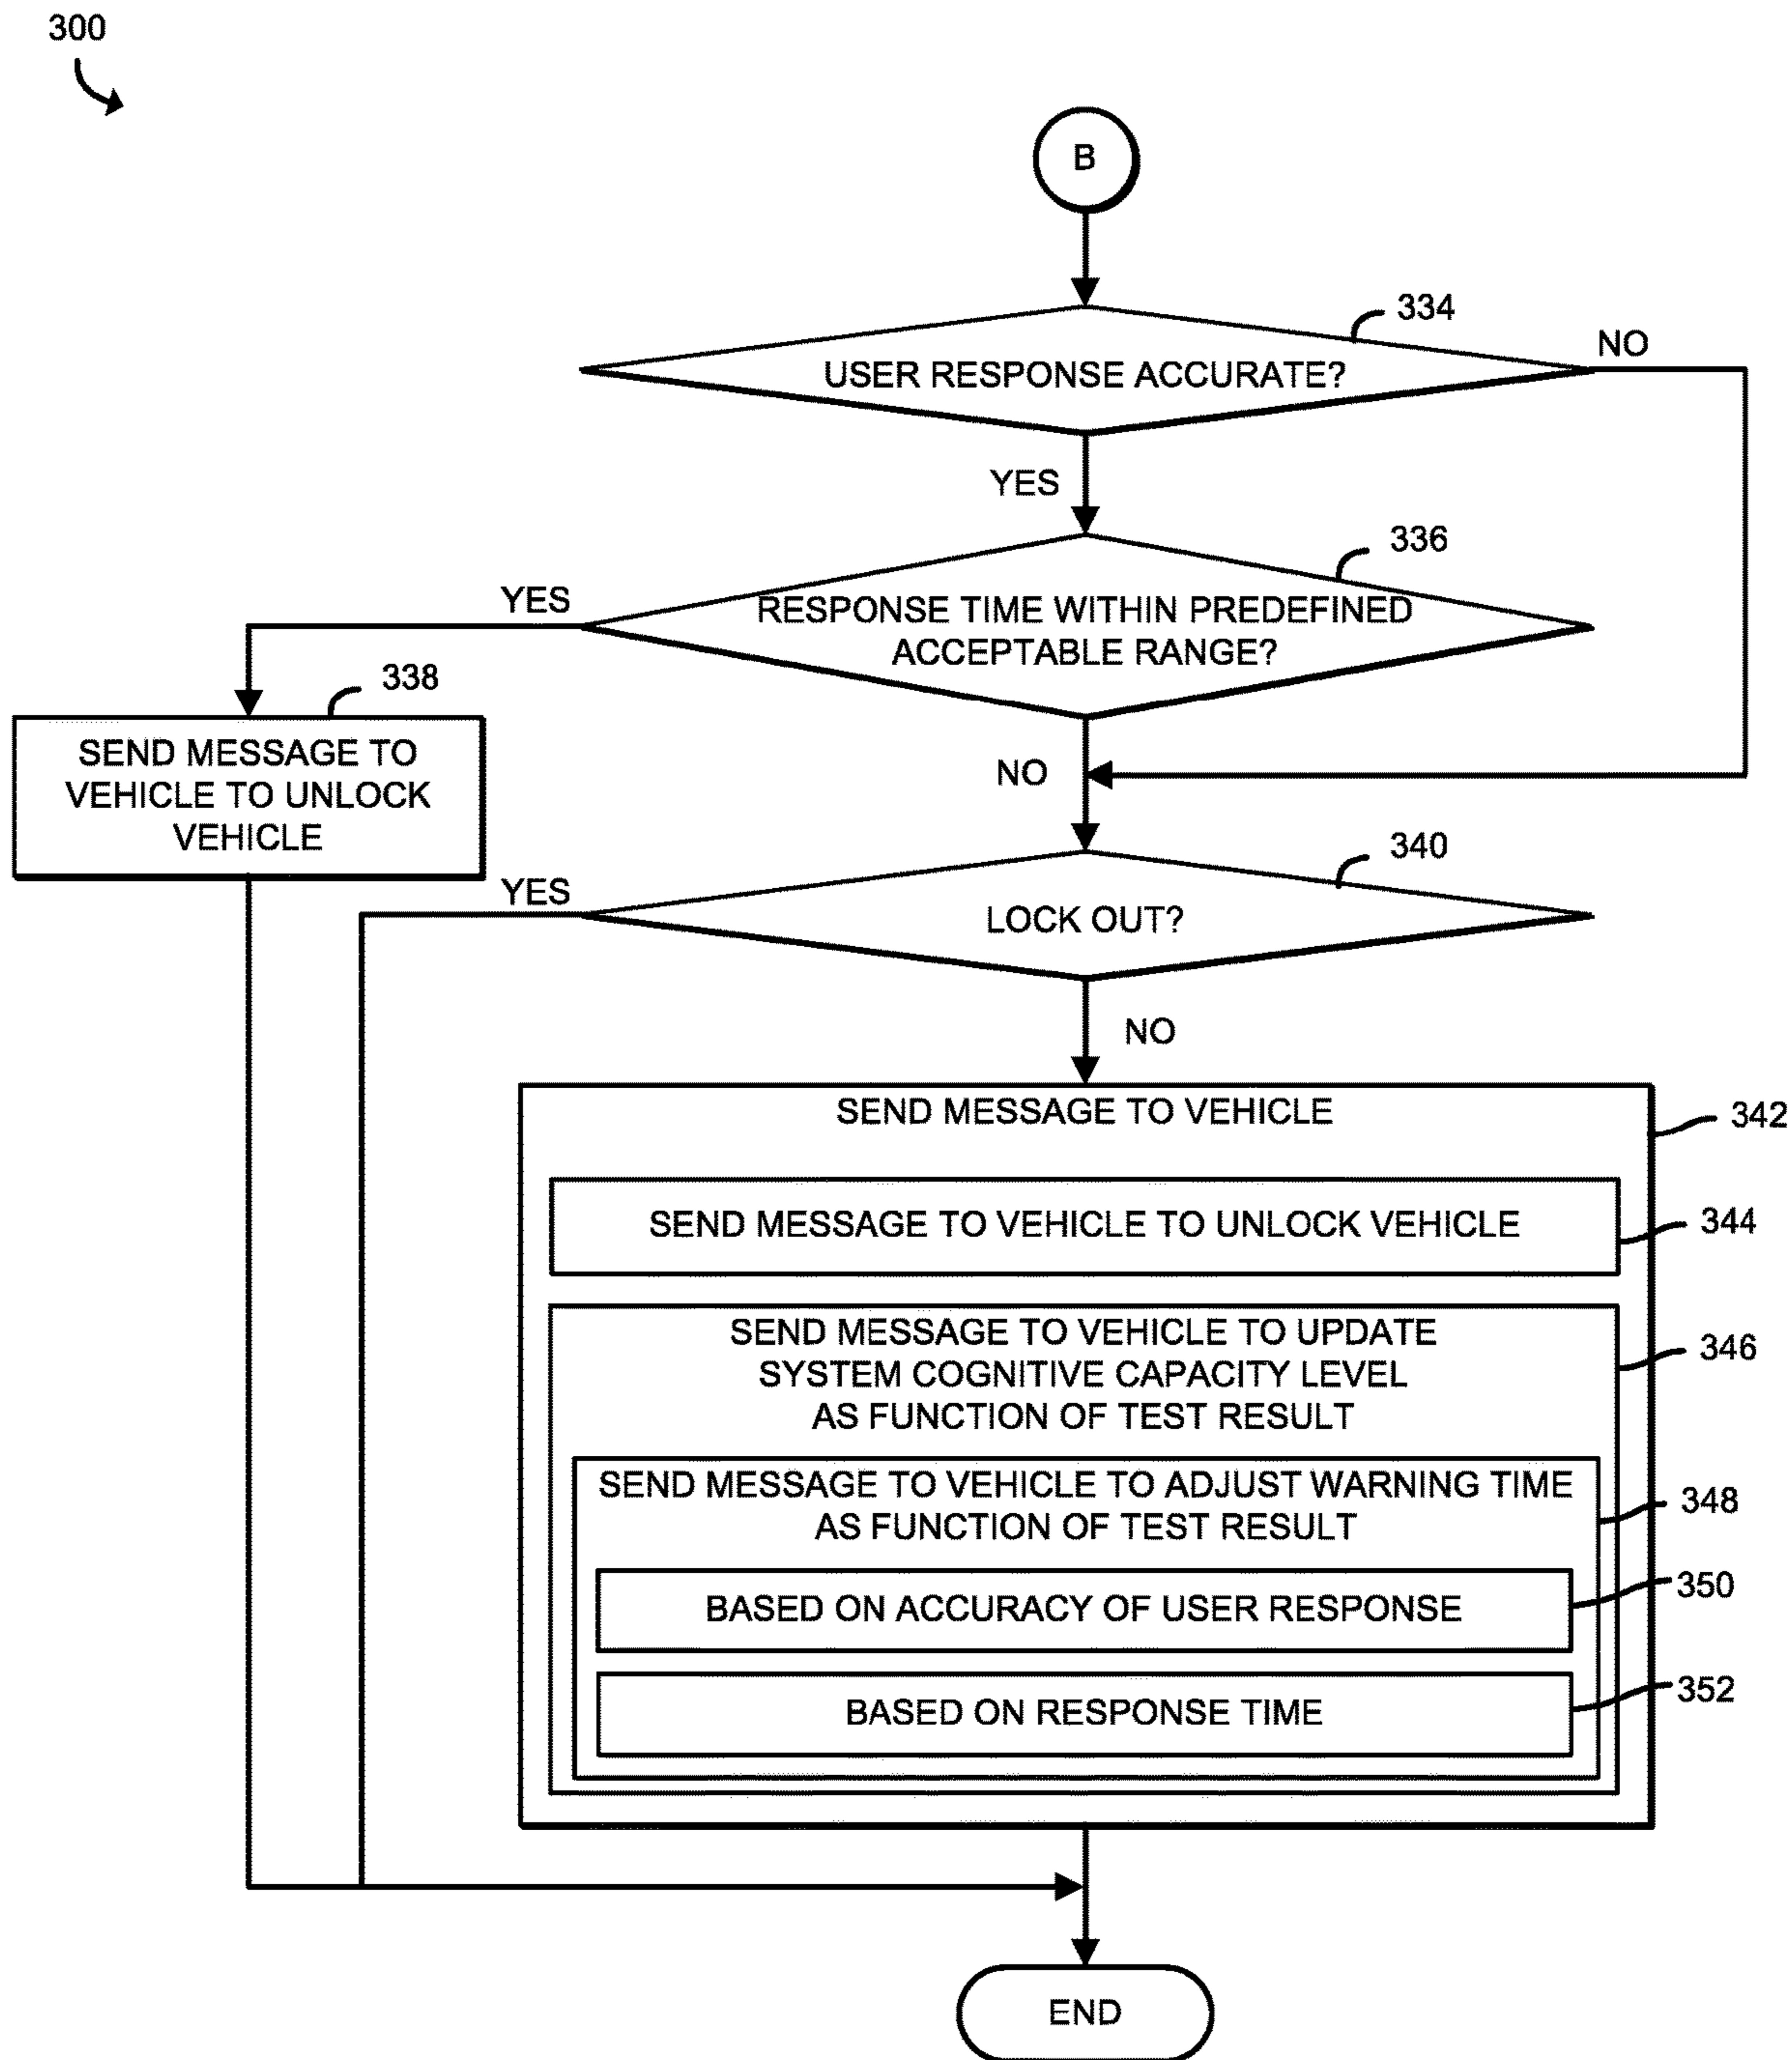 300
B
334
USER RESPONSE ACCURATE?
NO
YES
336
YES
RESPONSE TIME WITHIN PREDEFINED
ACCEPTABLE RANGE?
338
SEND MESSAGE TO
VEHICLE TO UNLOCK
VEHICLE
NO
340
YES
LOCK OUT?
NO
SEND MESSAGE TO VEHICLE
342
SEND MESSAGE TO VEHICLE TO UNLOCK VEHICLE
344
SEND MESSAGE TO VEHICLE TO UPDATE
SYSTEM COGNITIVE CAPACITY LEVEL
AS FUNCTION OF TEST RESULT
346
SEND MESSAGE TO VEHICLE TO ADJUST WARNING TIME
AS FUNCTION OF TEST RESULT
348
BASED ON ACCURACY OF USER RESPONSE
350
BASED ON RESPONSE TIME
352
END